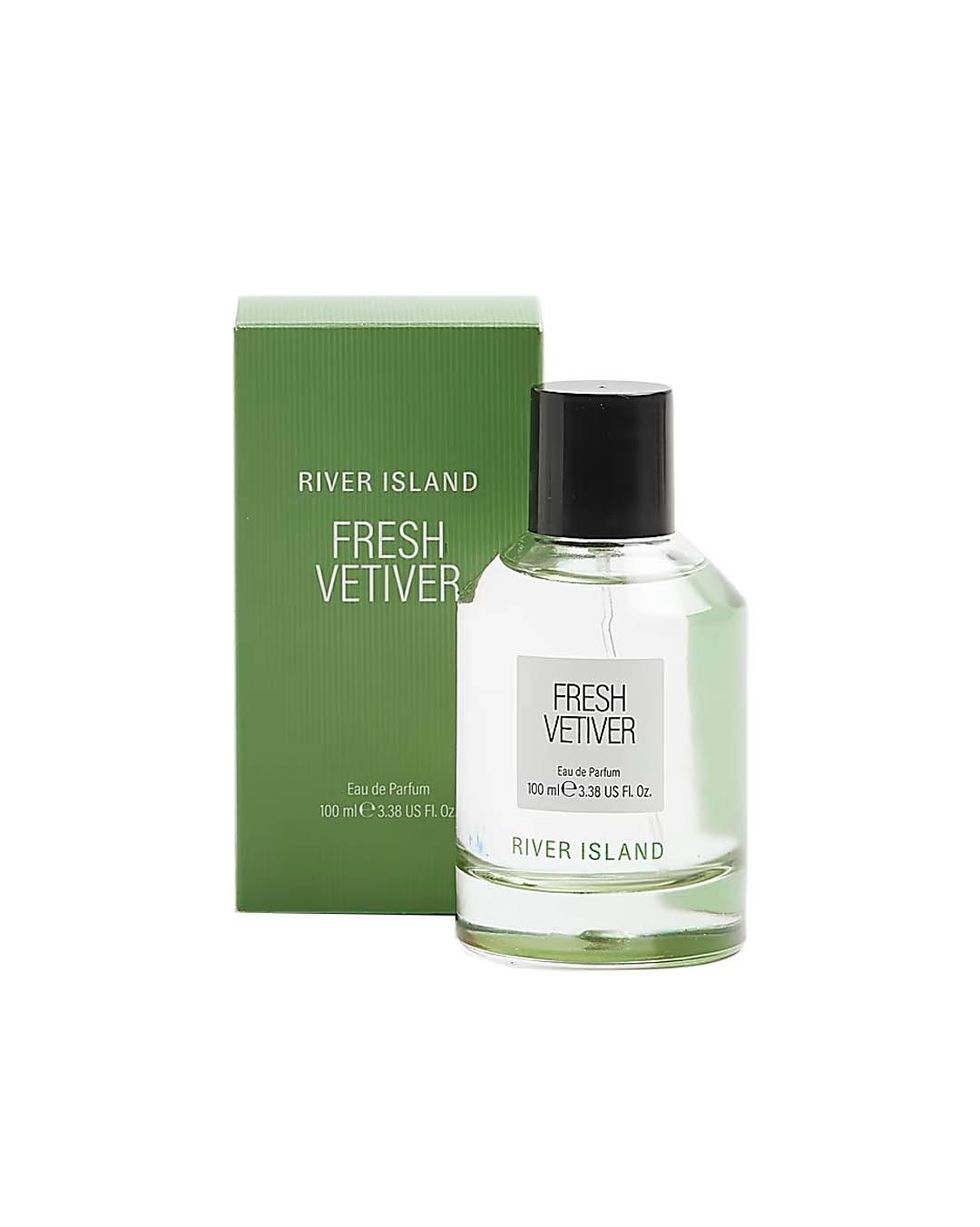 RIVER ISLAND
FRESH
VETIVER
Eau de Parfum
100 ml ℮ 3.38 US Fl. Oz.
FRESH
VETIVER
Eau de Parfum
100 ml ℮ 3.38 US Fl. Oz.
RIVER ISLAND